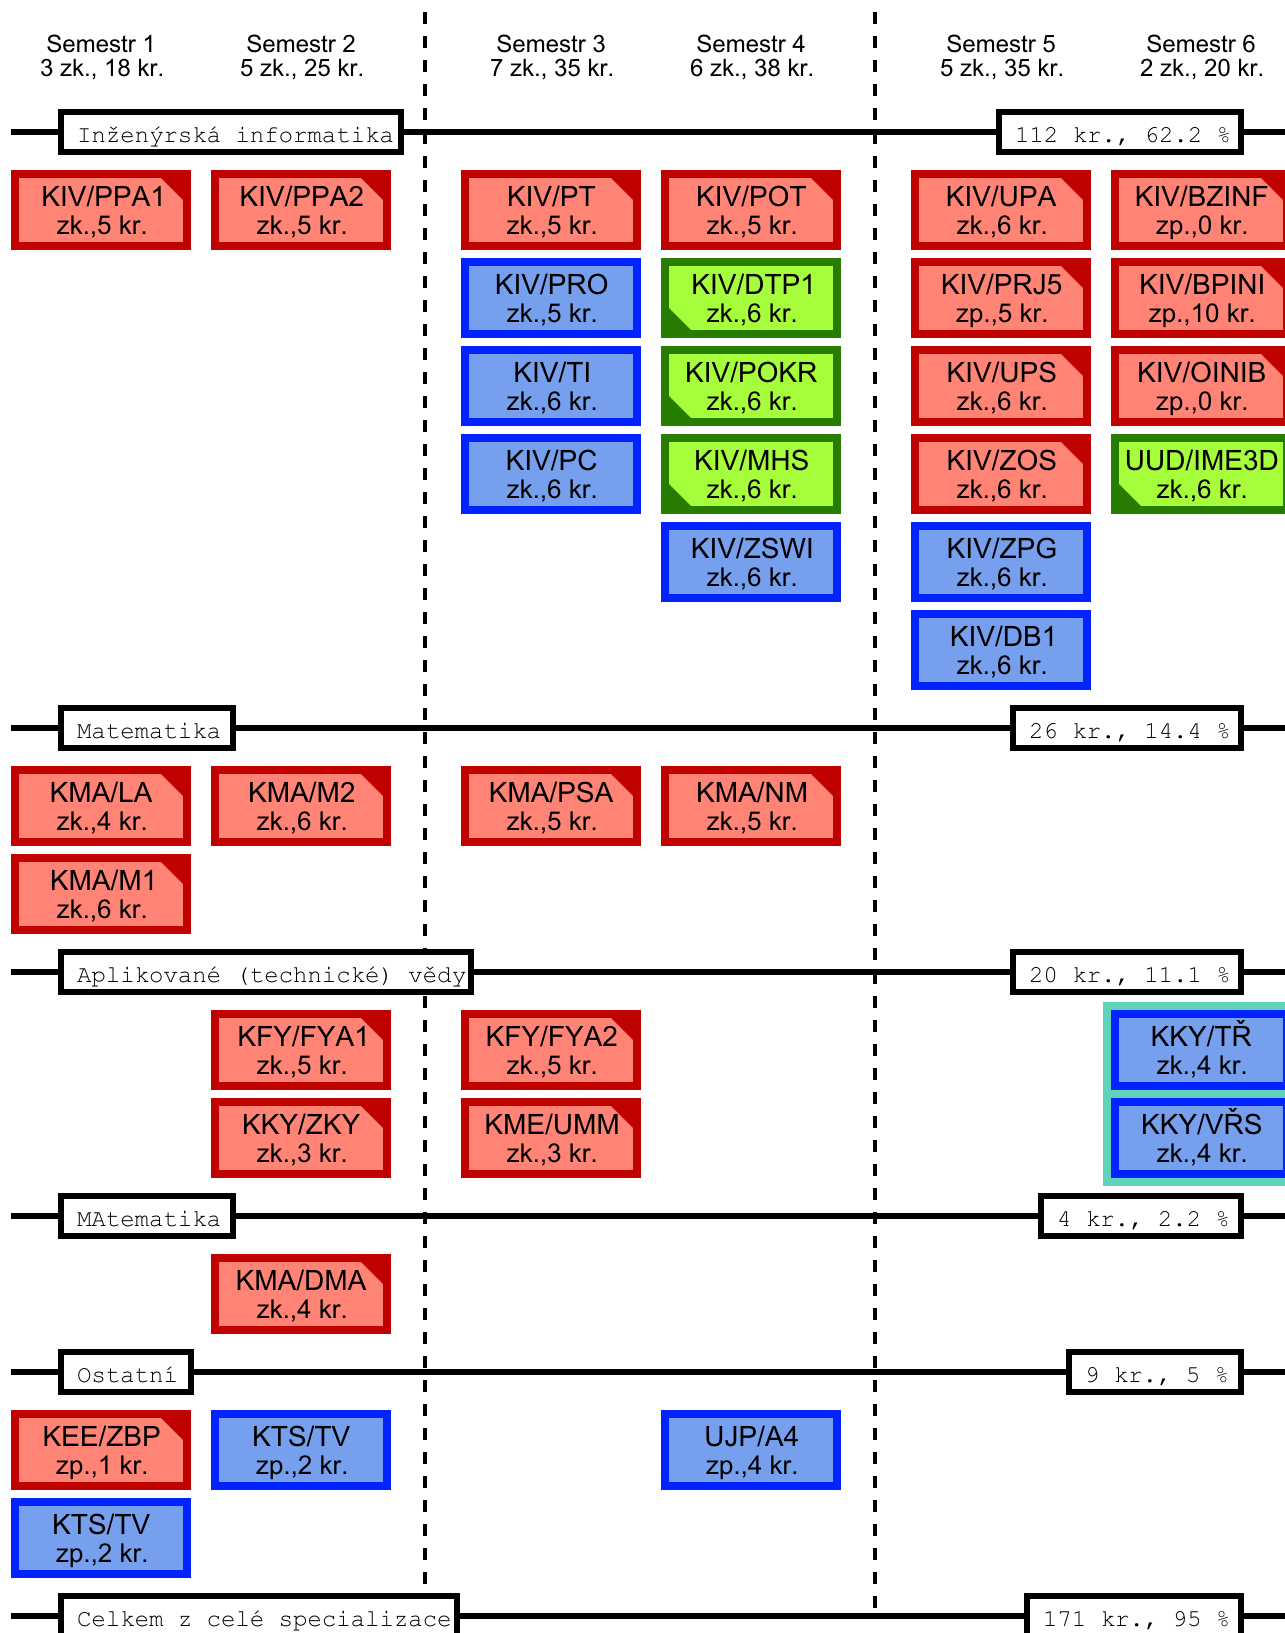 Semestr 1
3 zk., 18 kr.
Semestr 2
5 zk., 25 kr.
Semestr 3
7 zk., 35 kr.
Semestr 4
6 zk., 38 kr.
Semestr 5
5 zk., 35 kr.
Semestr 6
2 zk., 20 kr.
Inženýrská informatika
112 kr., 62.2 %
KIV/PPA1
zk.,5 kr.
KIV/PPA2
zk.,5 kr.
KIV/PT
zk.,5 kr.
KIV/POT
zk.,5 kr.
KIV/UPA
zk.,6 kr.
KIV/BZINF
zp.,0 kr.
KIV/PRO
zk.,5 kr.
KIV/DTP1
zk.,6 kr.
KIV/PRJ5
zp.,5 kr.
KIV/BPINI
zp.,10 kr.
KIV/TI
zk.,6 kr.
KIV/POKR
zk.,6 kr.
KIV/UPS
zk.,6 kr.
KIV/OINIB
zp.,0 kr.
KIV/PC
zk.,6 kr.
KIV/MHS
zk.,6 kr.
KIV/ZOS
zk.,6 kr.
UUD/IME3D
zk.,6 kr.
KIV/ZSWI
zk.,6 kr.
KIV/ZPG
zk.,6 kr.
KIV/DB1
zk.,6 kr.
Matematika
26 kr., 14.4 %
KMA/LA
zk.,4 kr.
KMA/M2
zk.,6 kr.
KMA/PSA
zk.,5 kr.
KMA/NM
zk.,5 kr.
KMA/M1
zk.,6 kr.
Aplikované (technické) vědy
20 kr., 11.1 %
KFY/FYA1
zk.,5 kr.
KFY/FYA2
zk.,5 kr.
KKY/TŘ
zk.,4 kr.
KKY/ZKY
zk.,3 kr.
KME/UMM
zk.,3 kr.
KKY/VŘS
zk.,4 kr.
MAtematika
4 kr., 2.2 %
KMA/DMA
zk.,4 kr.
Ostatní
9 kr., 5 %
KEE/ZBP
zp.,1 kr.
KTS/TV
zp.,2 kr.
UJP/A4
zp.,4 kr.
KTS/TV
zp.,2 kr.
Celkem z celé specializace
171 kr., 95 %